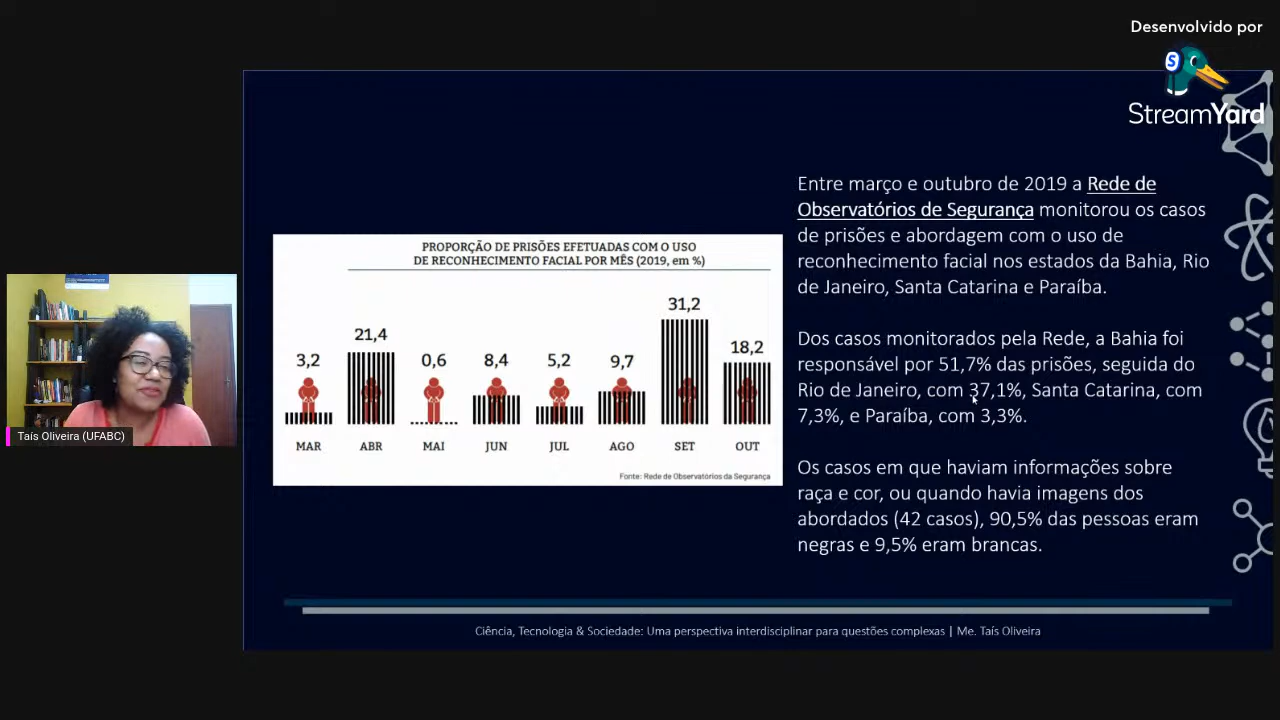 Desenvolvido por
StreamYard
Entre março e outubro de 2019 a Rede de
Observatórios de Segurança monitorou os casos
de prisões e abordagem com o uso de
reconhecimento facial nos estados da Bahia, Rio
de Janeiro, Santa Catarina e Paraíba.
Dos casos monitorados pela Rede, a Bahia foi
responsável por 51,7% das prisões, seguida do
Rio de Janeiro, com 37,1%, Santa Catarina, com
7,3%, e Paraíba, com 3,3%.
Os casos em que haviam informações sobre
raça e cor, ou quando havia imagens dos
abordados (42 casos), 90,5% das pessoas eram
negras e 9,5% eram brancas.
PROPORÇÃO DE PRISÕES EFETUADAS COM O USO
DE RECONHECIMENTO FACIAL POR MÊS (2019, em %)
3,2 21,4 0,6 8,4 5,2 9,7 31,2 18,2
MAR ABR MAI JUN JUL AGO SET OUT
Fonte: Rede de Observatórios da Segurança
Taís Oliveira (UFABC)
Ciência, Tecnologia & Sociedade: Uma perspectiva interdisciplinar para questões complexas | Me. Taís Oliveira